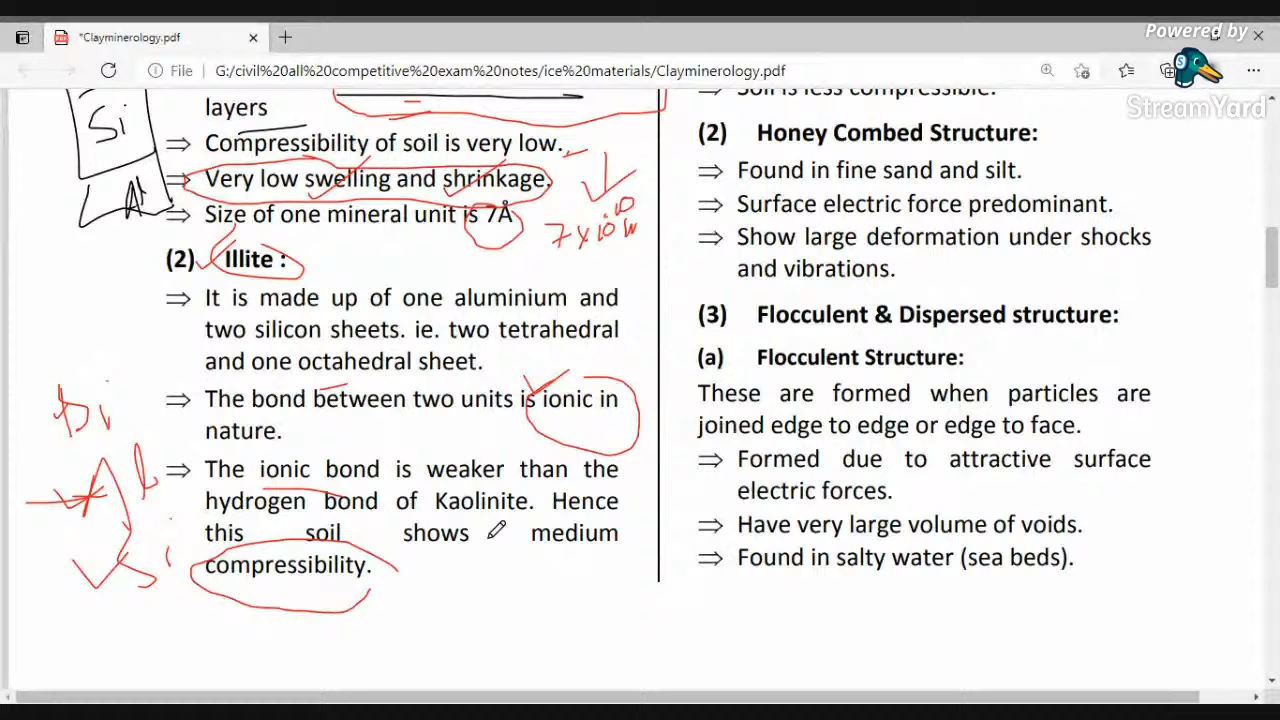 Powered by
StreamYard
*Clayminerology.pdf
File
G:/civil%20all%20competitive%20exam%20notes/ice%20materials/Clayminerology.pdf
Si
Al
layers
⇒ Compressibility of soil is very low.
⇒ Very low swelling and shrinkage.
⇒ Size of one mineral unit is 7Å
(2) Illite :
⇒ It is made up of one aluminium and
two silicon sheets. ie. two tetrahedral
and one octahedral sheet.
⇒ The bond between two units is ionic in
nature.
⇒ The ionic bond is weaker than the
hydrogen bond of Kaolinite. Hence
this soil shows medium
compressibility.
⇒ Soil is less compressible.
(2) Honey Combed Structure:
⇒ Found in fine sand and silt.
⇒ Surface electric force predominant.
⇒ Show large deformation under shocks
and vibrations.
(3) Flocculent & Dispersed structure:
(a) Flocculent Structure:
These are formed when particles are
joined edge to edge or edge to face.
⇒ Formed due to attractive surface
electric forces.
⇒ Have very large volume of voids.
⇒ Found in salty water (sea beds).